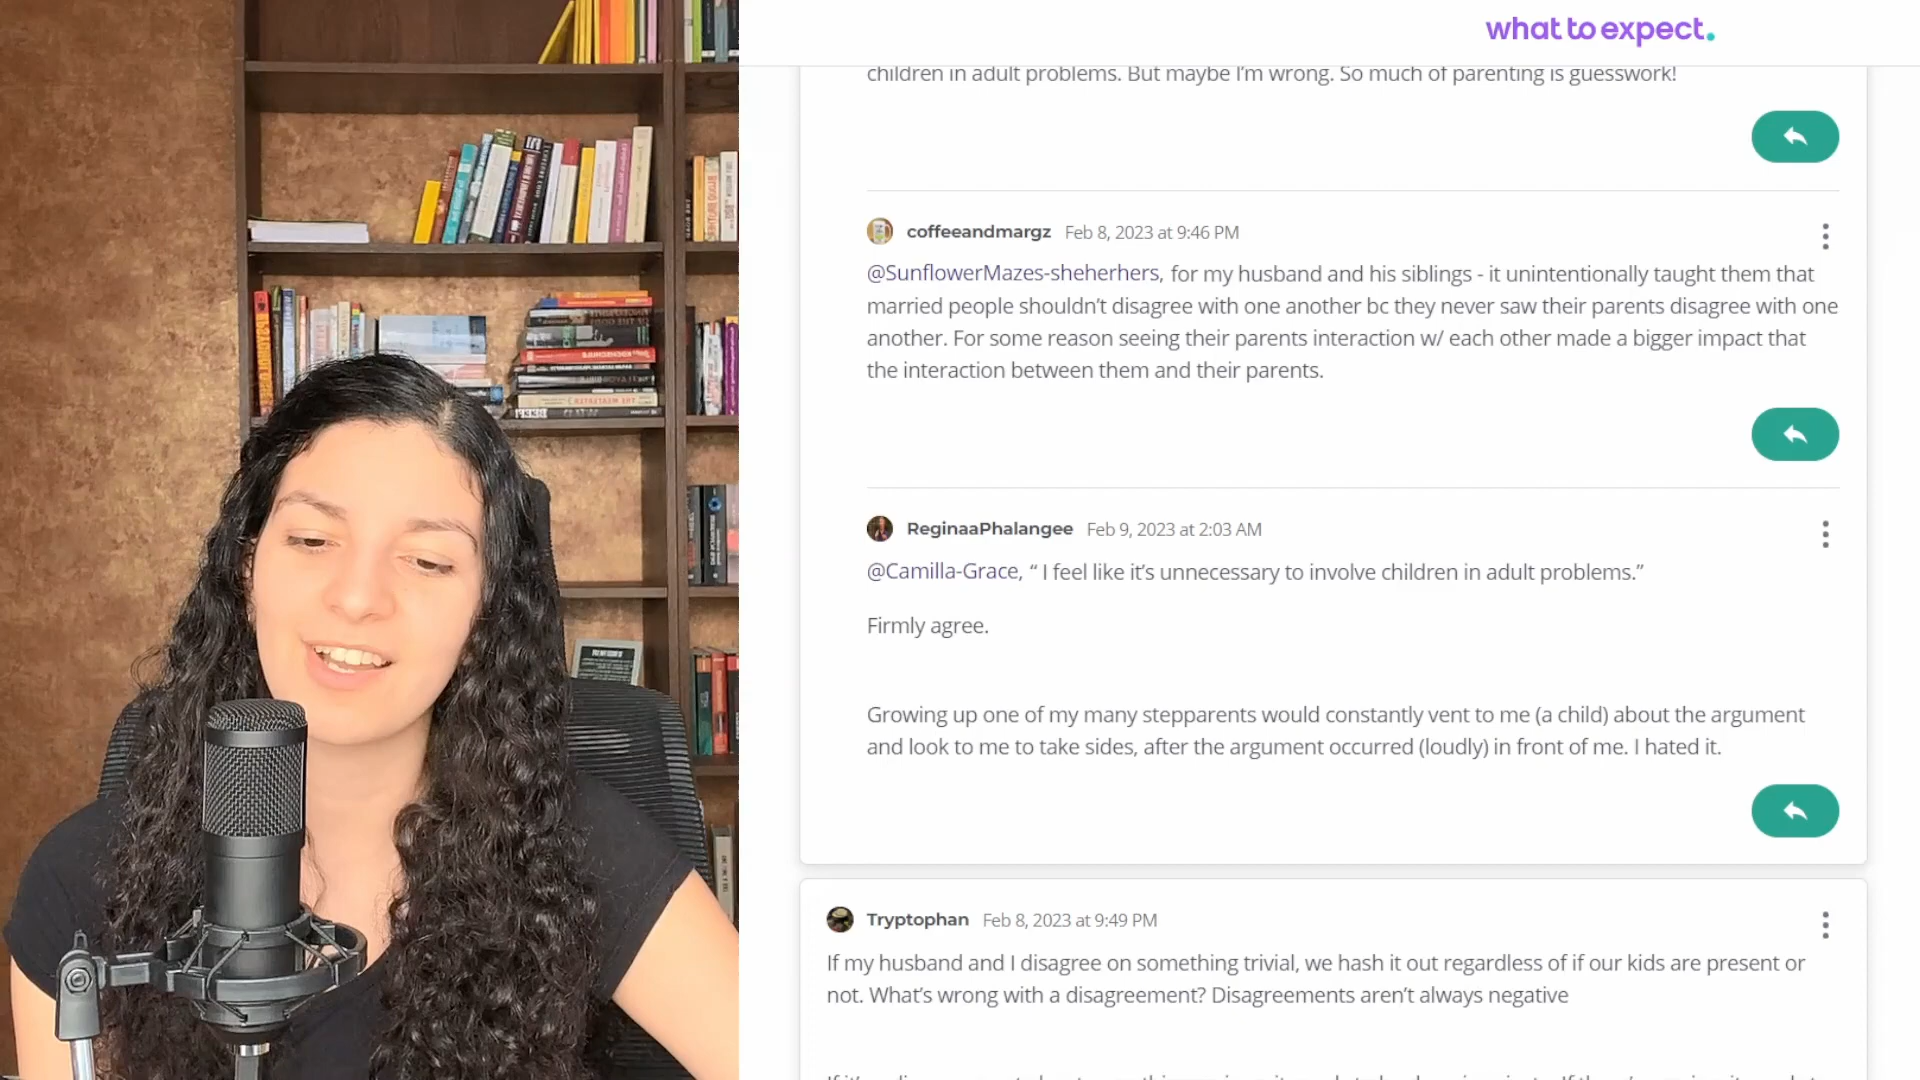 what to expect.
children in adult problems. But maybe I'm wrong. So much of parenting is guesswork!
coffeeandmargz Feb 8, 2023 at 9:46 PM
@SunflowerMazes-sheherhers, for my husband and his siblings - it unintentionally taught them that
married people shouldn't disagree with one another bc they never saw their parents disagree with one
another. For some reason seeing their parents interaction w/ each other made a bigger impact that
the interaction between them and their parents.
ReginaaPhalangee Feb 9, 2023 at 2:03 AM
@Camilla-Grace, “ I feel like it's unnecessary to involve children in adult problems.”
Firmly agree.
Growing up one of my many stepparents would constantly vent to me (a child) about the argument
and look to me to take sides, after the argument occurred (loudly) in front of me. I hated it.
Tryptophan Feb 8, 2023 at 9:49 PM
If my husband and I disagree on something trivial, we hash it out regardless of if our kids are present or
not. What's wrong with a disagreement? Disagreements aren't always negative